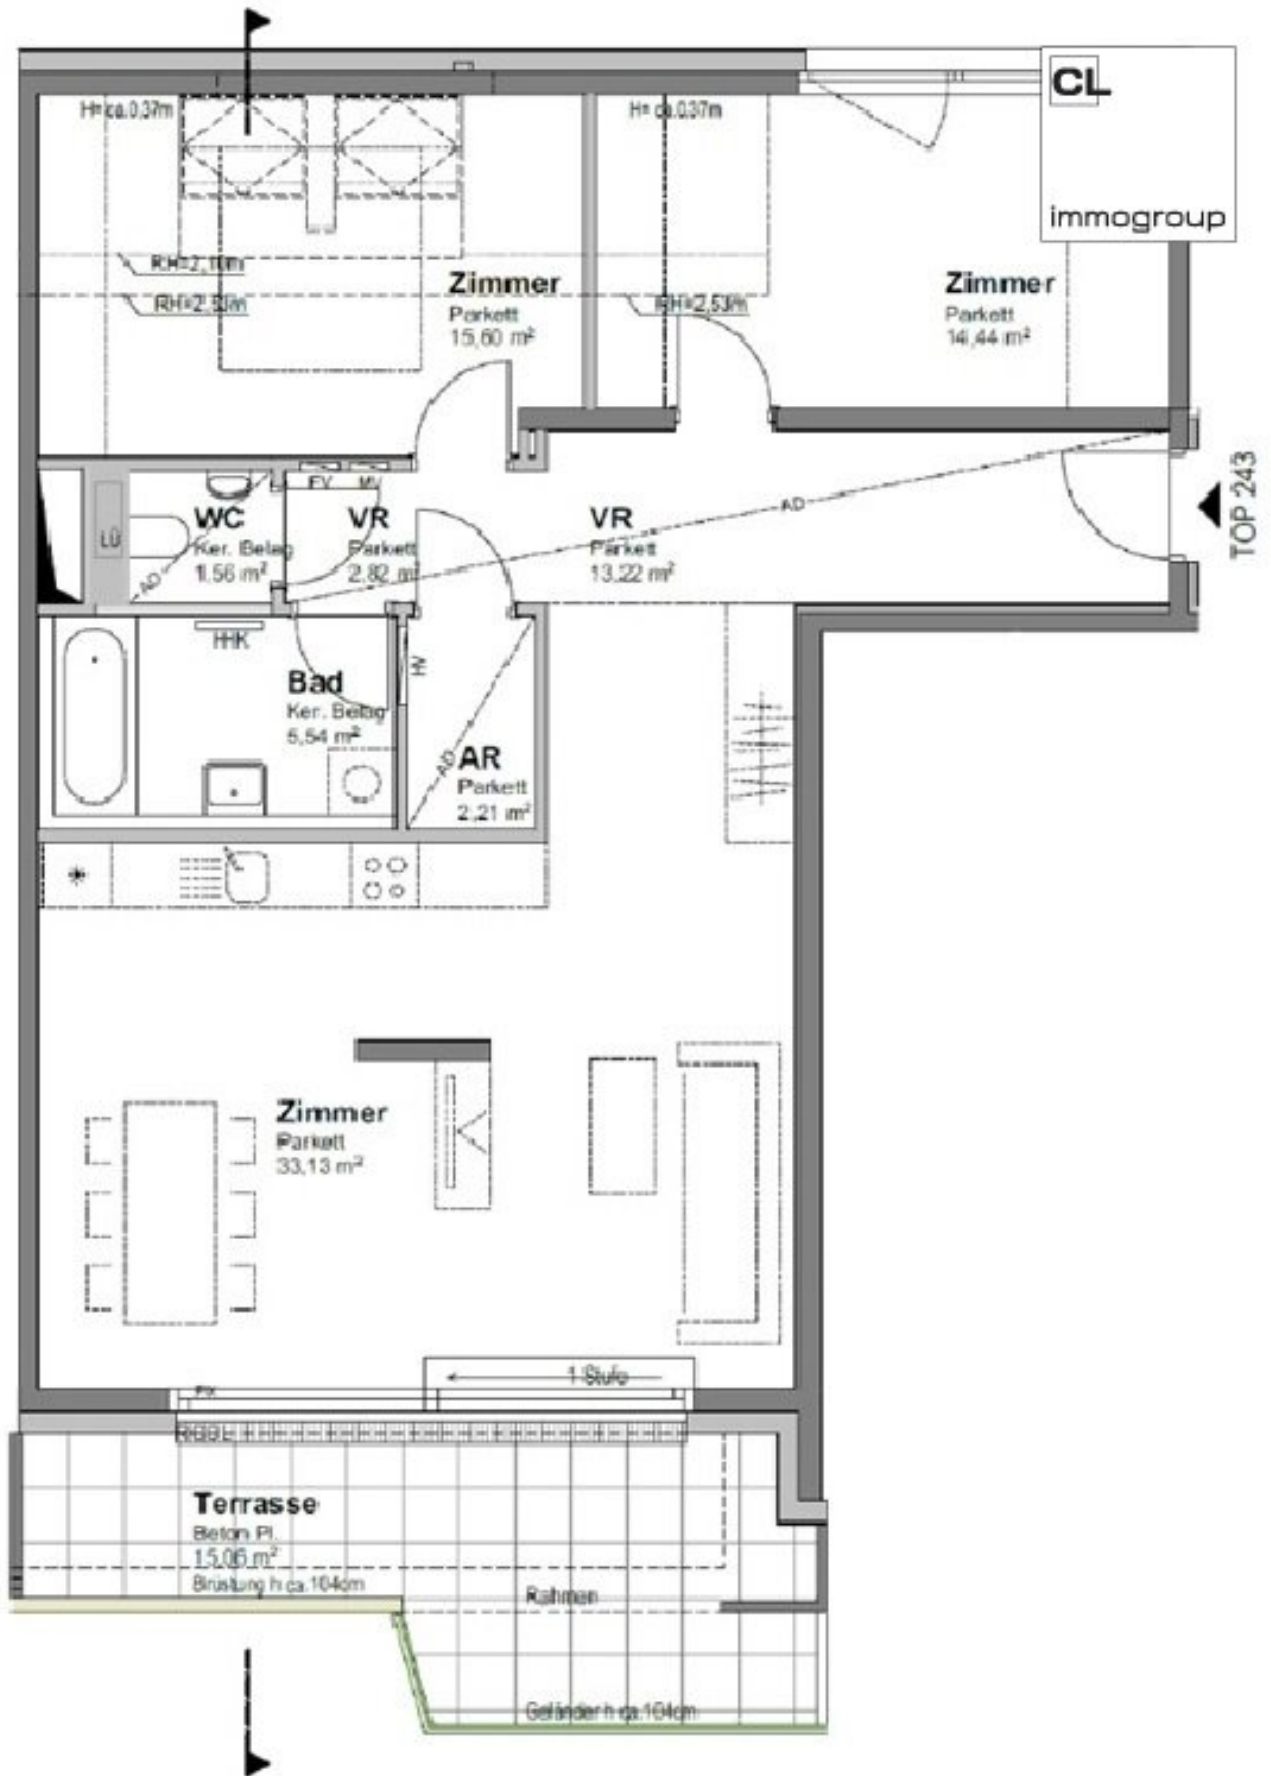 CL
immogroup
H= ca.0,37m
H= ca.0.37m
RH=2,10m
RH=2,53m
RH=2,53m
Zimmer
Parkett
15,60 m²
Zimmer
Parkett
14,44 m²
TOP 243
LÜ
WC
Ker. Belag
1.56 m²
AD
EV
MV
VR
Parkett
2,82 m²
VR
Parkett
13.22 m²
AD
HHK
Bad
Ker. Belag
5,54 m²
HV
AD
AR
Parkett
2,21 m²
Zimmer
Parkett
33,13 m²
1 Stufe
FIX
RIGOL
Terrasse
Beton Pl.
15.06 m²
Brüstung h ca.104cm
Rahmen
Geländer h ca.104cm